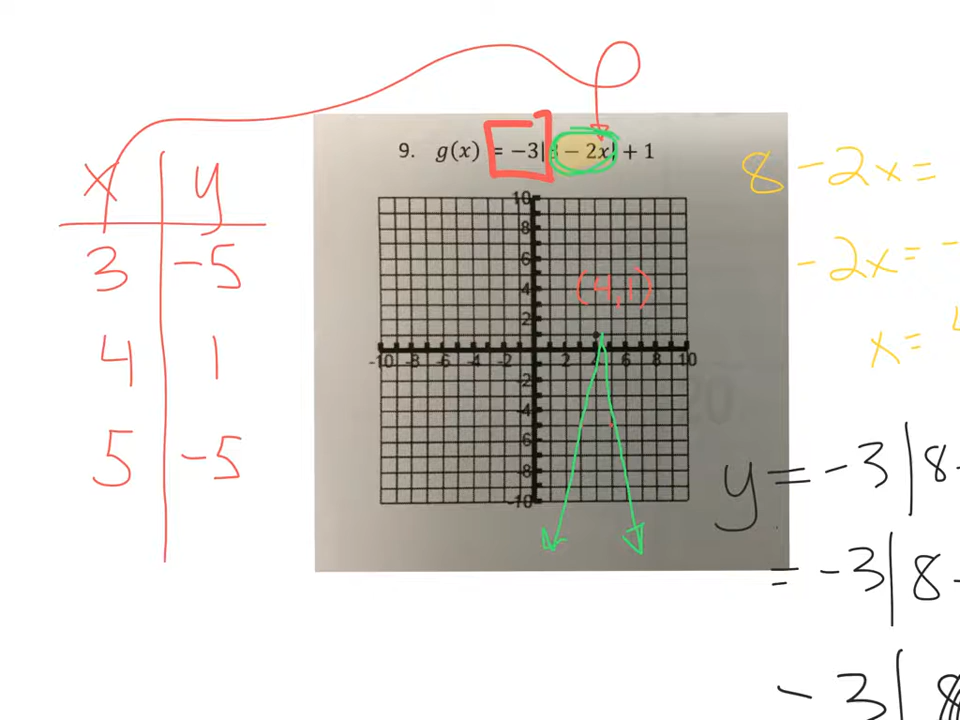 x y
3 -5
4 1
5 -5
9. g(x) = -3| - 2x| + 1
10
8
6
4
2
-10 -8 -6 -4 -2 2 4 6 8 10
-2
-4
6
-8
-10
(4,1)
8 - 2x =
-2x = -
x = 4
y = -3|8-
= -3|8-
-3|8